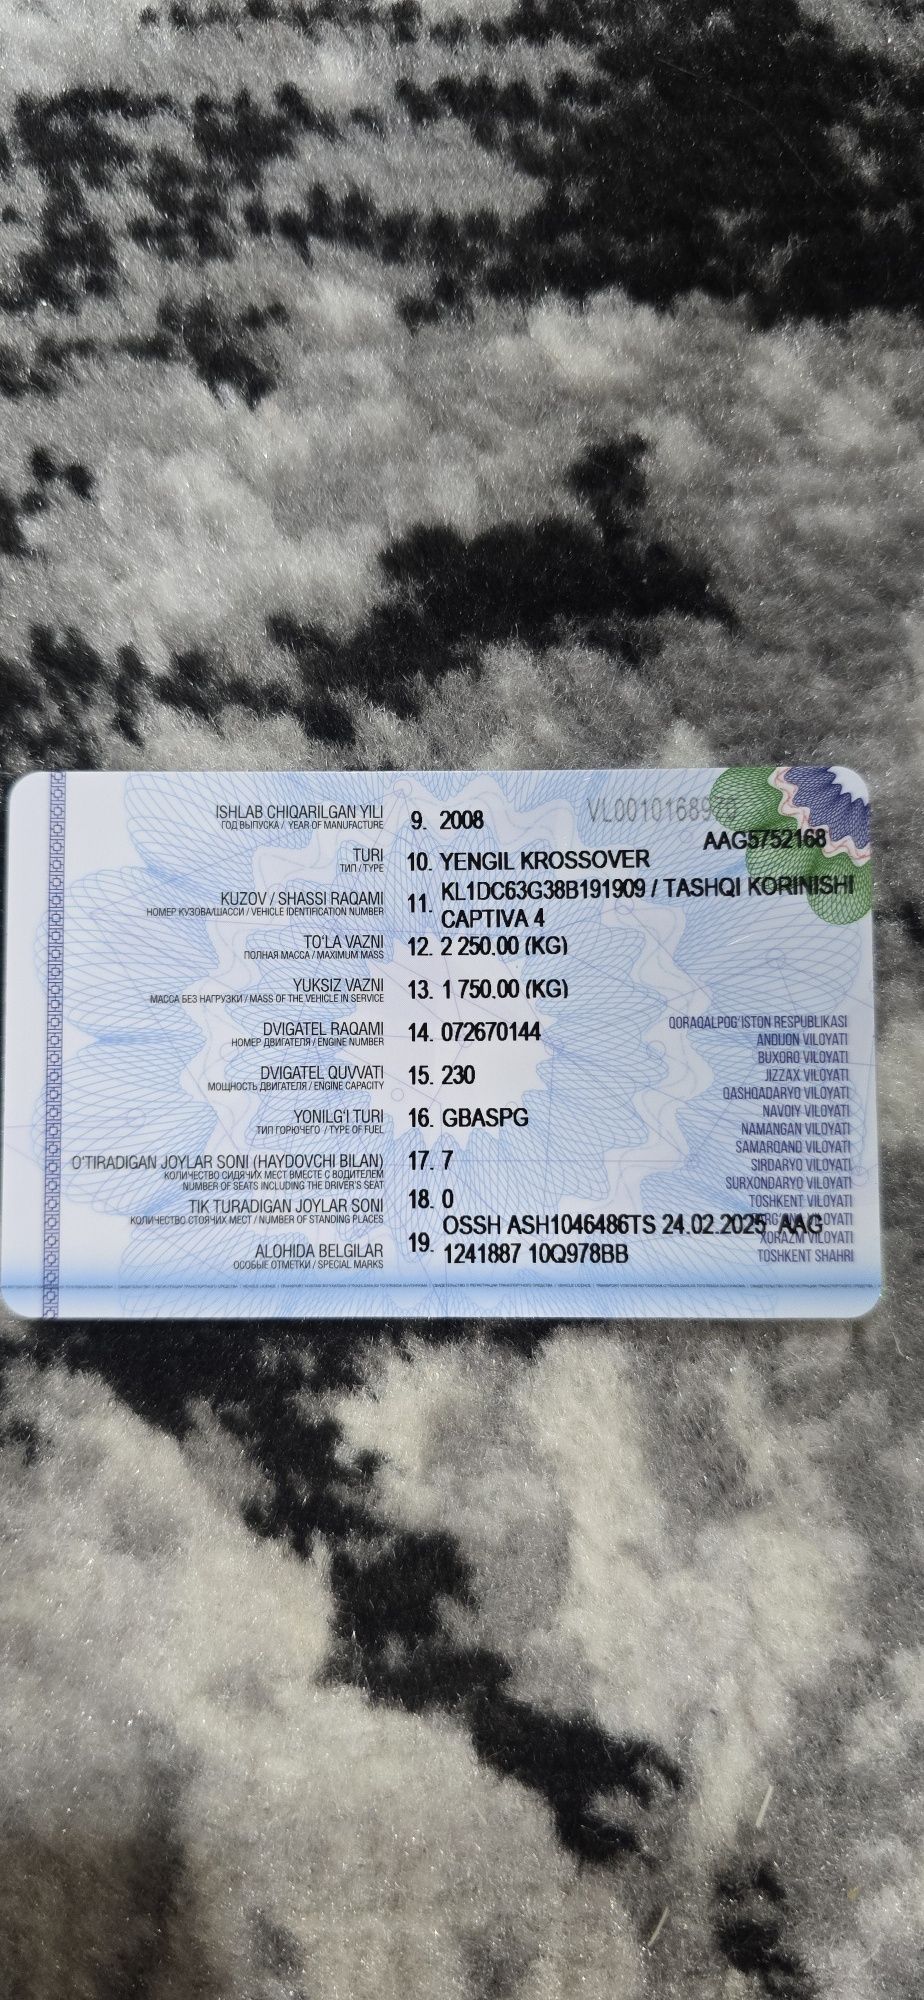 VL0010168970
AAG5752168
ISHLAB CHIQARILGAN YILI 9. 2008
ГОД ВЫПУСКА / YEAR OF MANUFACTURE
TURI 10. YENGIL KROSSOVER
ТИП / TYPE
KUZOV / SHASSI RAQAMI 11. KL1DC63G38B191909 / TASHQI KORINISHI
НОМЕР КУЗОВА/ШАССИ / VEHICLE IDENTIFICATION NUMBER CAPTIVA 4
TO'LA VAZNI 12. 2 250.00 (KG)
ПОЛНАЯ МАССА / MAXIMUM MASS
YUKSIZ VAZNI 13. 1 750.00 (KG)
МАССА БЕЗ НАГРУЗКИ / MASS OF THE VEHICLE IN SERVICE
DVIGATEL RAQAMI 14. 072670144
НОМЕР ДВИГАТЕЛЯ / ENGINE NUMBER
DVIGATEL QUVVATI 15. 230
МОЩНОСТЬ ДВИГАТЕЛЯ / ENGINE CAPACITY
YONILG'I TURI 16. GBASPG
ТИП ГОРЮЧЕГО / TYPE OF FUEL
O'TIRADIGAN JOYLAR SONI (HAYDOVCHI BILAN) 17. 7
КОЛИЧЕСТВО СИДЯЧИХ МЕСТ ВМЕСТЕ С ВОДИТЕЛЕМ
NUMBER OF SEATS INCLUDING THE DRIVER'S SEAT
TIK TURADIGAN JOYLAR SONI 18. 0
КОЛИЧЕСТВО СТОЯЧИХ МЕСТ / NUMBER OF STANDING PLACES
ALOHIDA BELGILAR 19. OSSH ASH1046486TS 24.02.2025, AAG
ОСОБЫЕ ОТМЕТКИ / SPECIAL MARKS 1241887 10Q978BB
QORAQALPOG'ISTON RESPUBLIKASI
ANDIJON VILOYATI
BUXORO VILOYATI
JIZZAX VILOYATI
QASHQADARYO VILOYATI
NAVOIY VILOYATI
NAMANGAN VILOYATI
SAMARQAND VILOYATI
SIRDARYO VILOYATI
SURXONDARYO VILOYATI
TOSHKENT VILOYATI
FARG'ONA VILOYATI
XORAZM VILOYATI
TOSHKENT SHAHRI